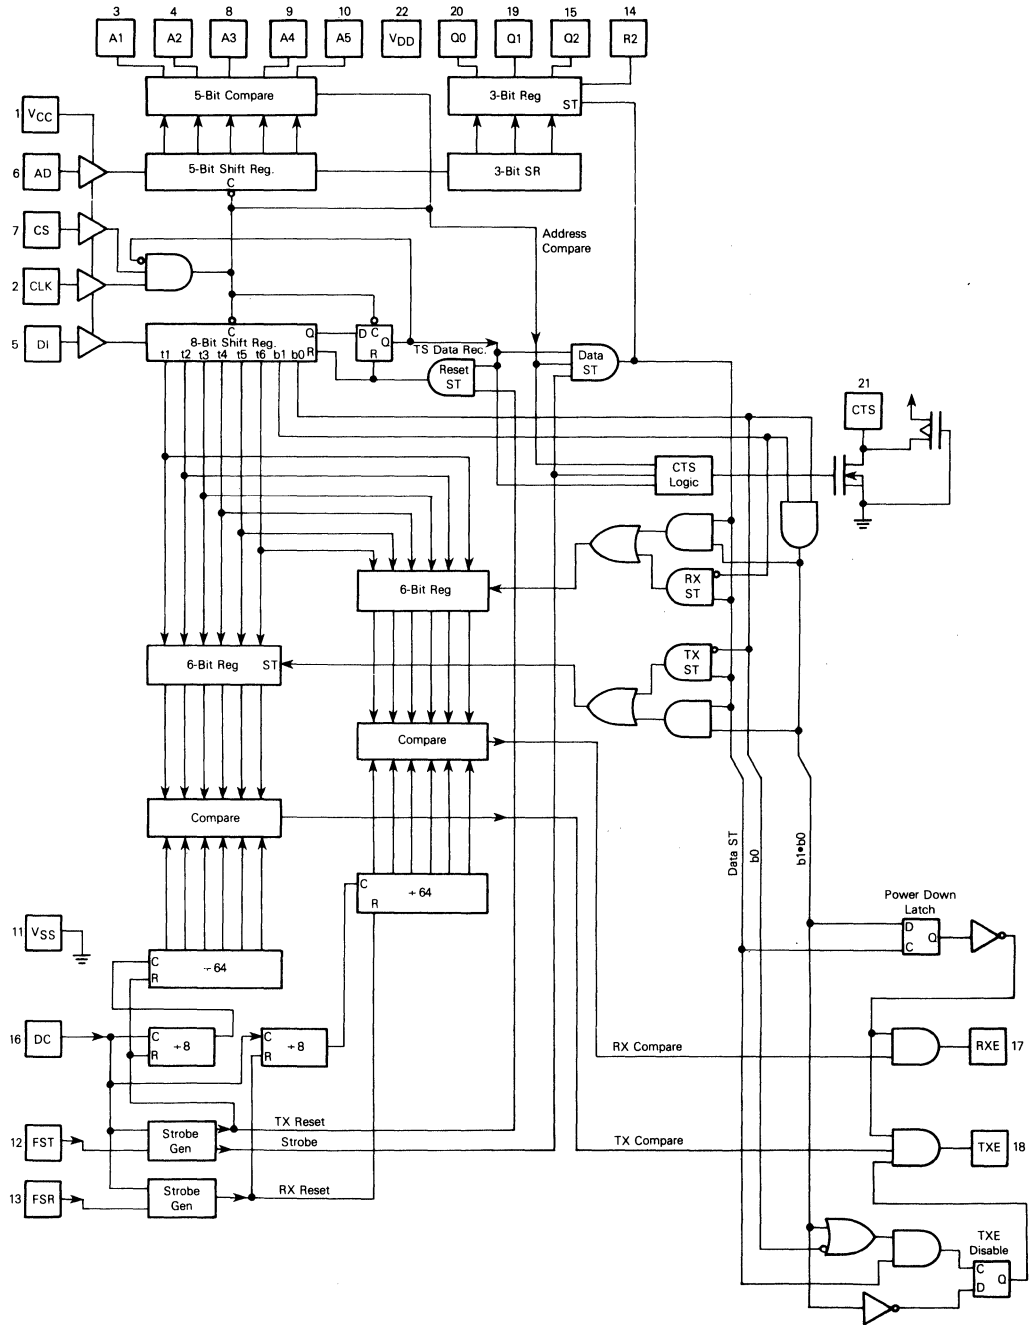 3 4 8 9 10 22 20 19 15 14
A1 A2 A3 A4 A5 VDD Q0 Q1 Q2 R2
5-Bit Compare
3-Bit Reg
ST
1 VCC
6 AD
5-Bit Shift Reg.
C
3-Bit SR
7 CS
Address
Compare
2 CLK
5 DI
C
8-Bit Shift Reg.
Q
R
t1 t2 t3 t4 t5 t6 b1 b0
D C
Q
R
TS Data Rec.
Reset
ST
Data
ST
21
CTS
CTS
Logic
RX
ST
6-Bit Reg
TX
ST
6-Bit Reg ST
Compare
Compare
Data ST
b0
b1•b0
C
R
÷ 64
Power Down
Latch
D
C
Q
11 VSS
C
R
÷ 64
16 DC
C
R
÷ 8
C
R
÷ 8
RX Compare
RXE 17
TX Reset
12 FST
Strobe
Gen
Strobe
TX Compare
TXE 18
13 FSR
Strobe
Gen
RX Reset
TXE
Disable
C
D
Q